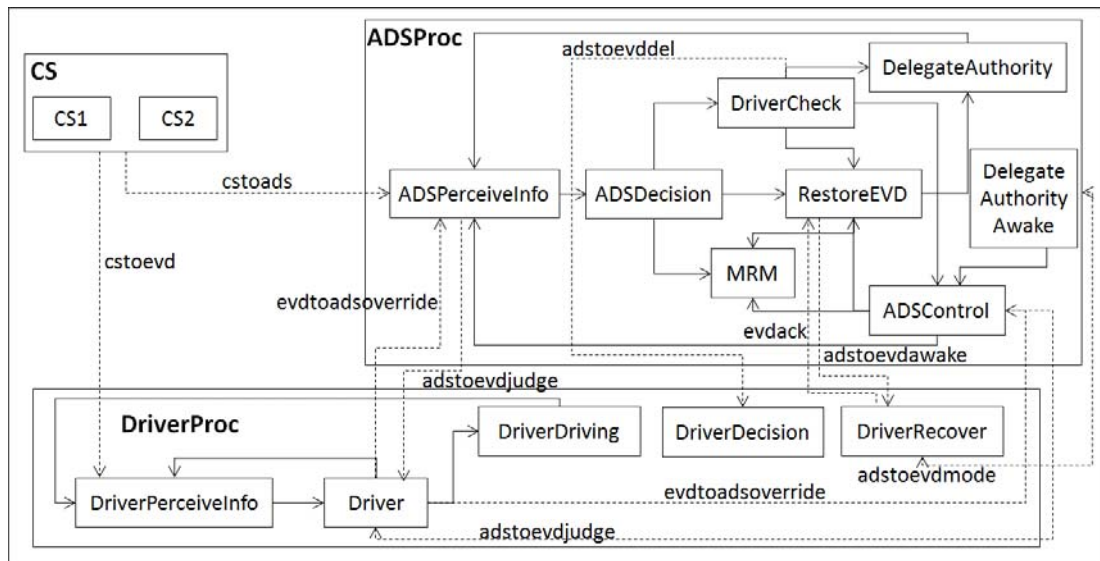 ADSProc
adstoevddel
DelegateAuthority
CS
CS1
CS2
DriverCheck
cstoads
ADSPerceiveInfo
ADSDecision
RestoreEVD
Delegate
Authority
Awake
MRM
cstoevd
evdtoadsoverride
ADSControl
evdack
adstoevdawake
adstoevdjudge
DriverProc
DriverDriving
DriverDecision
DriverRecover
adstoevdmode
evdtoadsoverride
DriverPerceiveInfo
Driver
adstoevdjudge